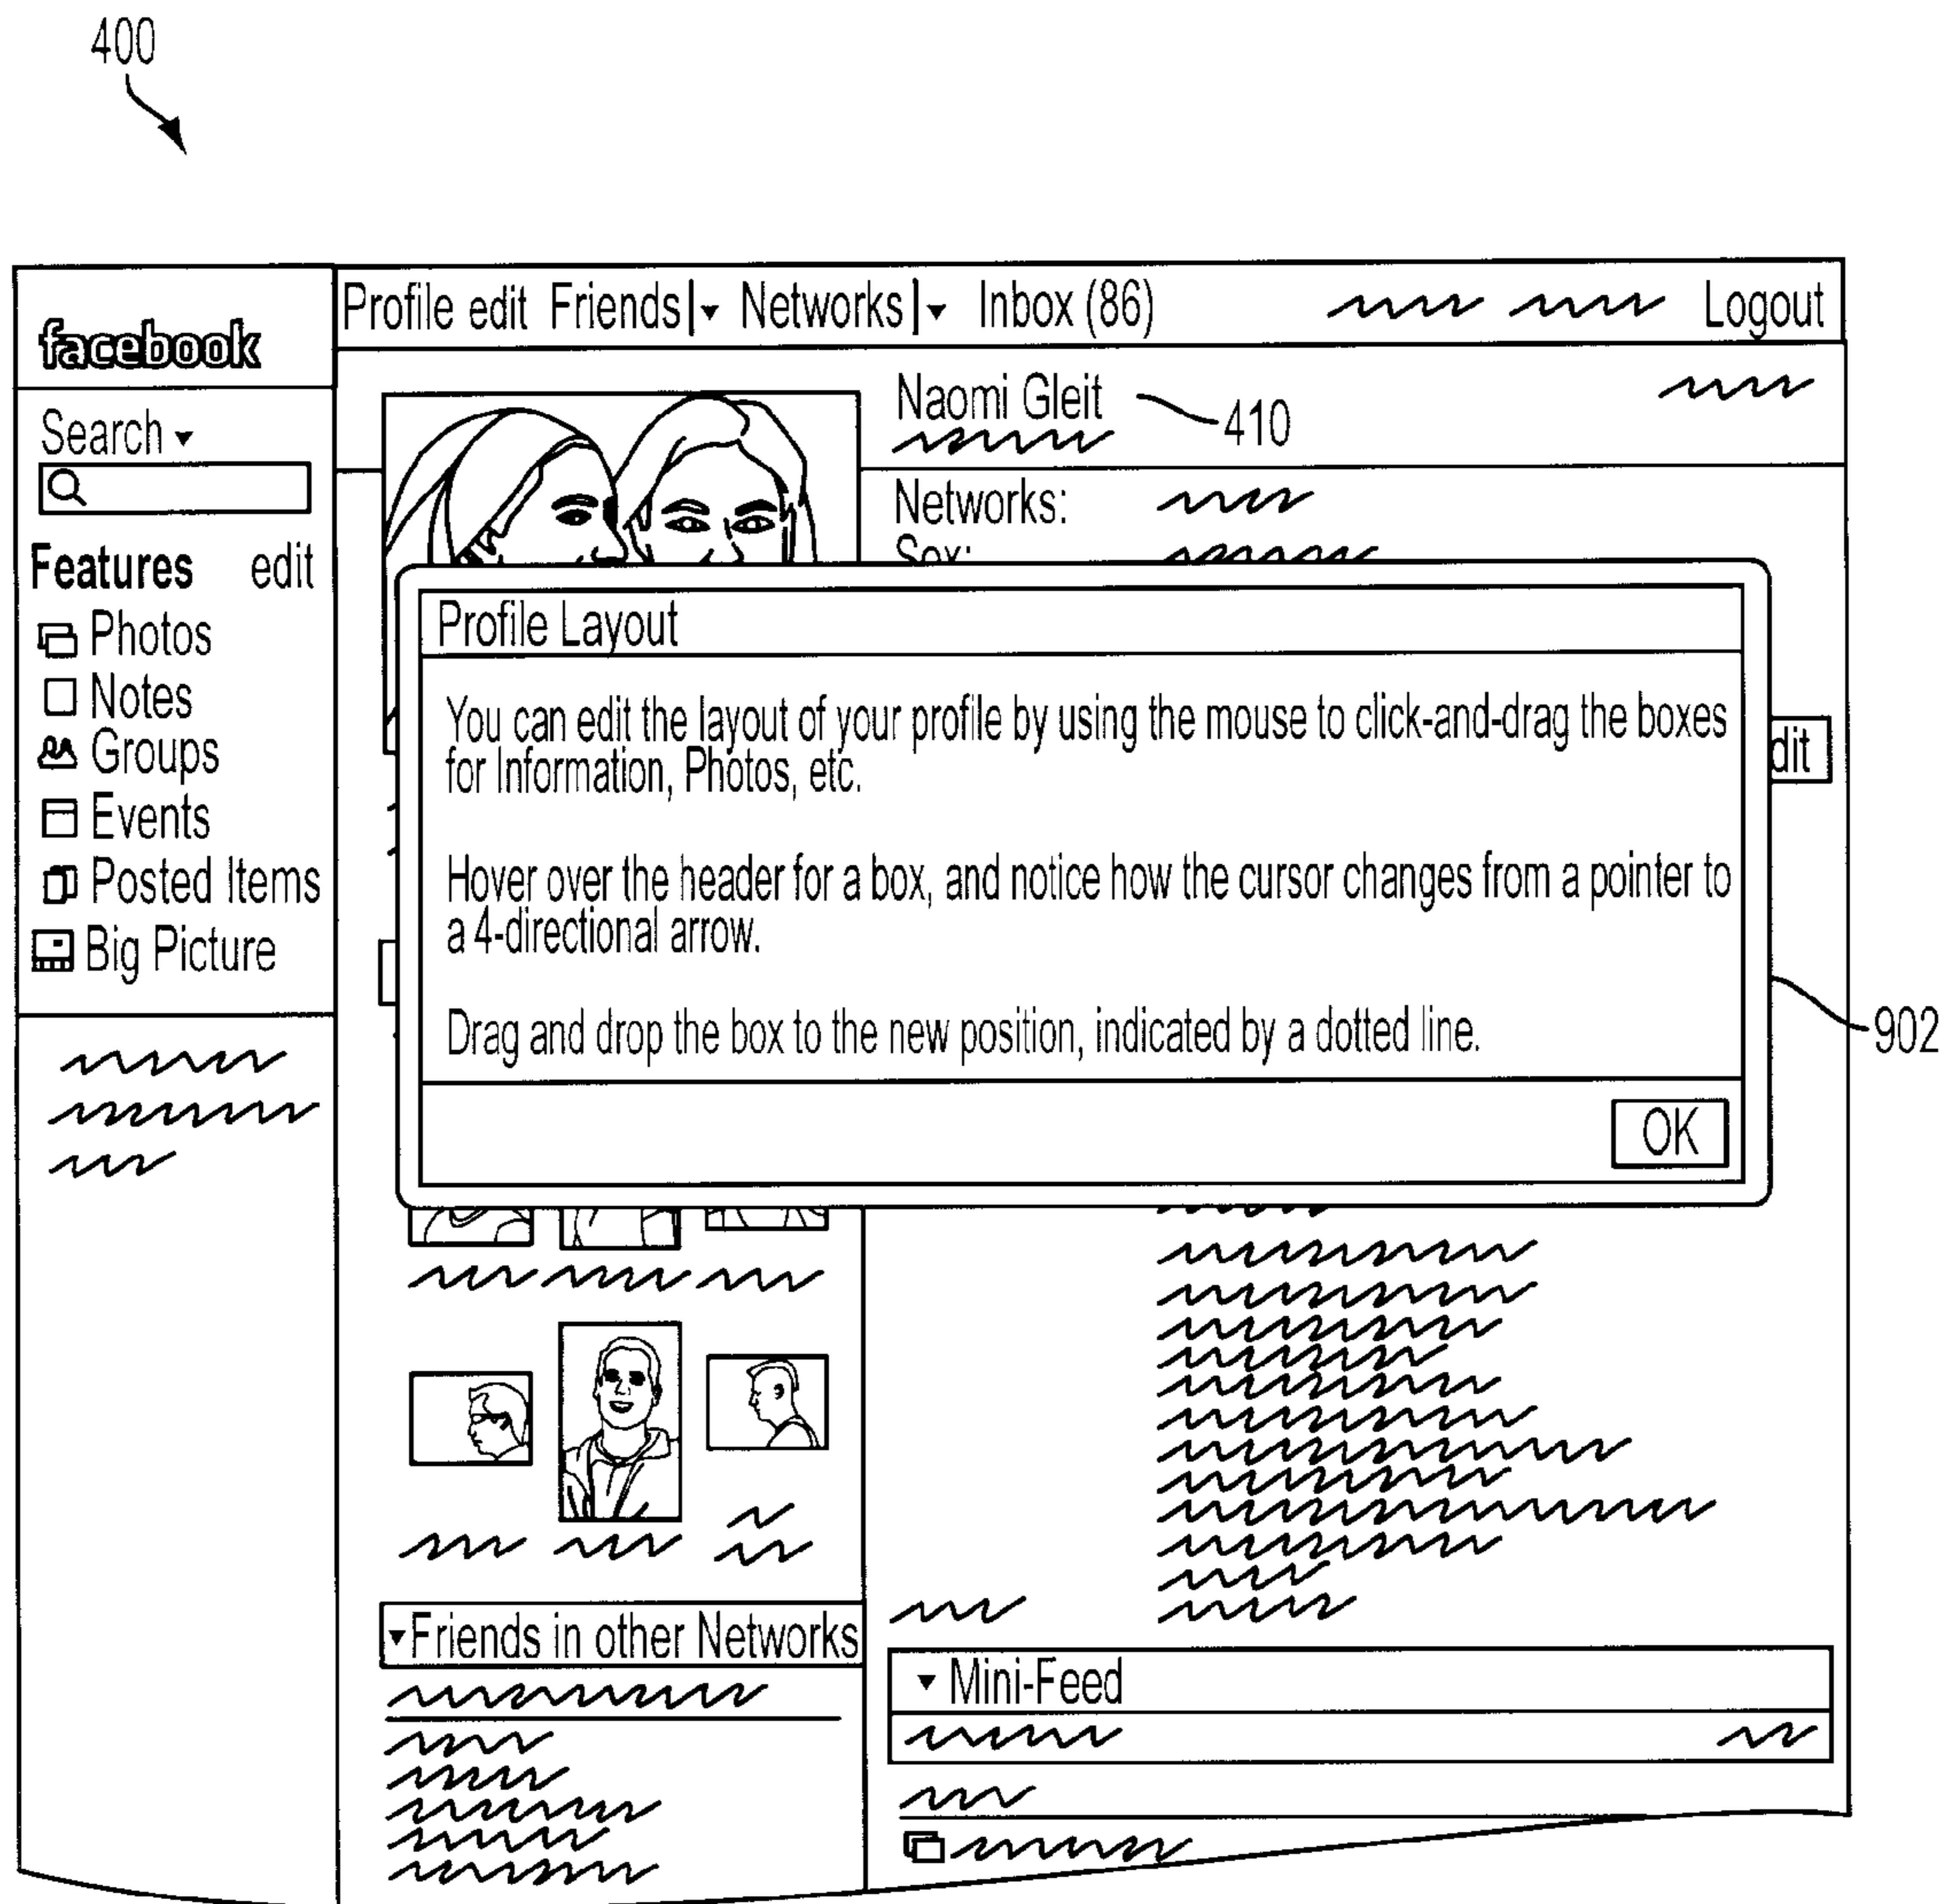 400
facebook
Profile edit Friends Networks Inbox (86) Logout
Search
Features edit
Photos
Notes
Groups
Events
Posted Items
Big Picture
Naomi Gleit
410
Networks:
Sex:
Profile Layout
You can edit the layout of your profile by using the mouse to click-and-drag the boxes
for Information, Photos, etc.
Hover over the header for a box, and notice how the cursor changes from a pointer to
a 4-directional arrow.
Drag and drop the box to the new position, indicated by a dotted line.
OK
dit
902
Friends in other Networks
Mini-Feed